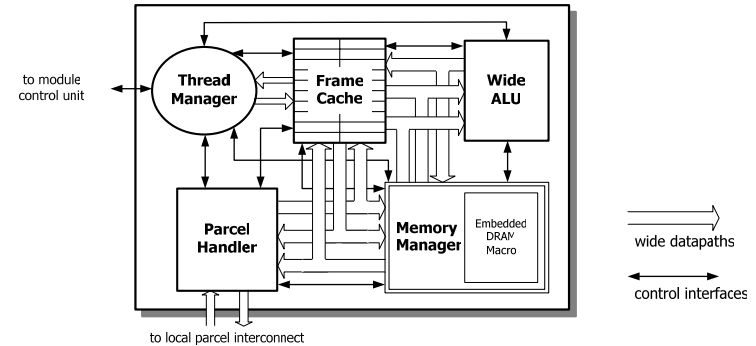 to module
control unit
Thread
Manager
Frame
Cache
Wide
ALU
Parcel
Handler
Memory
Manager
Embedded
DRAM
Macro
wide datapaths
control interfaces
to local parcel interconnect